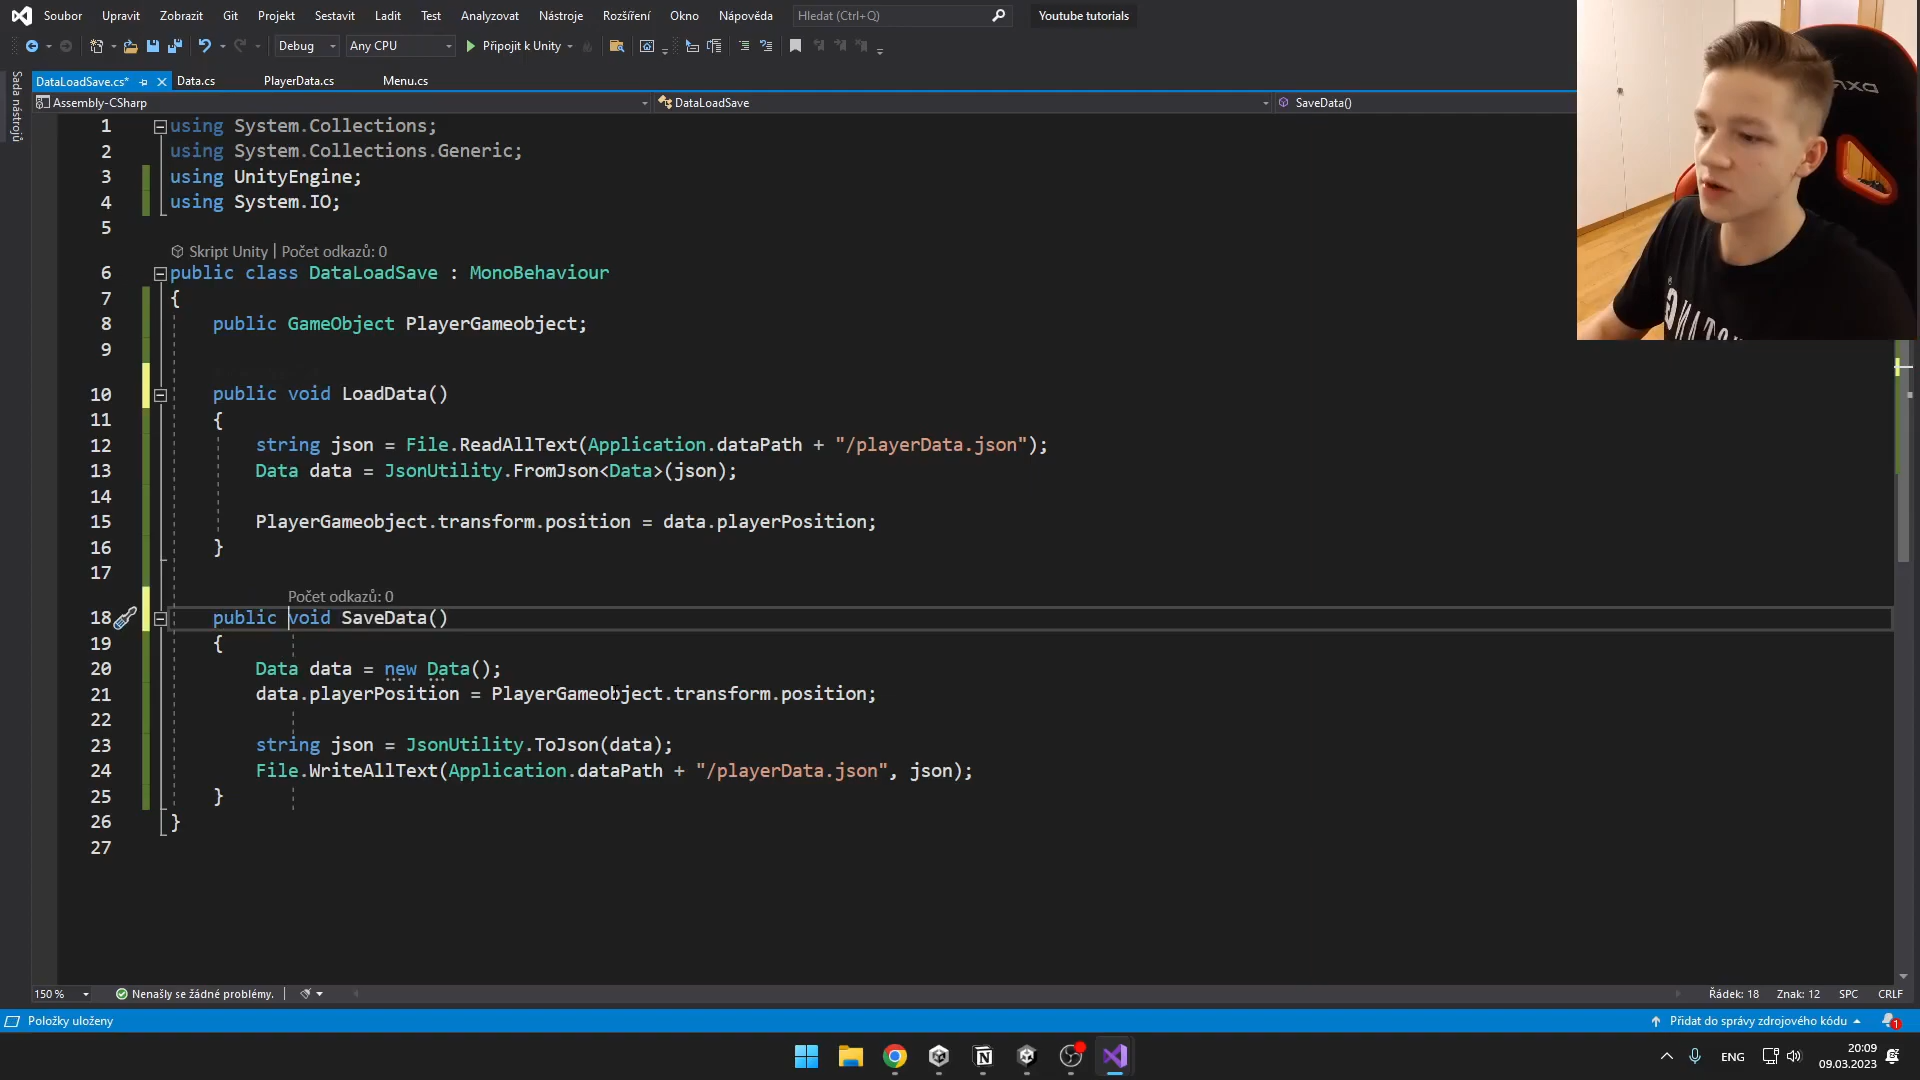 Soubor Upravit Zobrazit Git Projekt Sestavit Ladit Test Analyzovat Nástroje Rozšíření Okno Nápověda Hledat (Ctrl+Q) Youtube tutorials
Debug Any CPU Připojit k Unity
DataLoadSave.cs* Data.cs PlayerData.cs Menu.cs
Assembly-CSharp DataLoadSave SaveData()
Sada nástrojů
1 using System.Collections;
2 using System.Collections.Generic;
3 using UnityEngine;
4 using System.IO;
5
Skript Unity | Počet odkazů: 0
6 public class DataLoadSave : MonoBehaviour
7 {
8 public GameObject PlayerGameobject;
9
10 public void LoadData()
11 {
12 string json = File.ReadAllText(Application.dataPath + "/playerData.json");
13 Data data = JsonUtility.FromJson<Data>(json);
14
15 PlayerGameobject.transform.position = data.playerPosition;
16 }
17
Počet odkazů: 0
18 public void SaveData()
19 {
20 Data data = new Data();
21 data.playerPosition = PlayerGameobject.transform.position;
22
23 string json = JsonUtility.ToJson(data);
24 File.WriteAllText(Application.dataPath + "/playerData.json", json);
25 }
26 }
27
150 % Nenašly se žádné problémy. Řádek: 18 Znak: 12 SPC CRLF
Položky uloženy Přidat do správy zdrojového kódu 1
ENG 20:09
09.03.2023